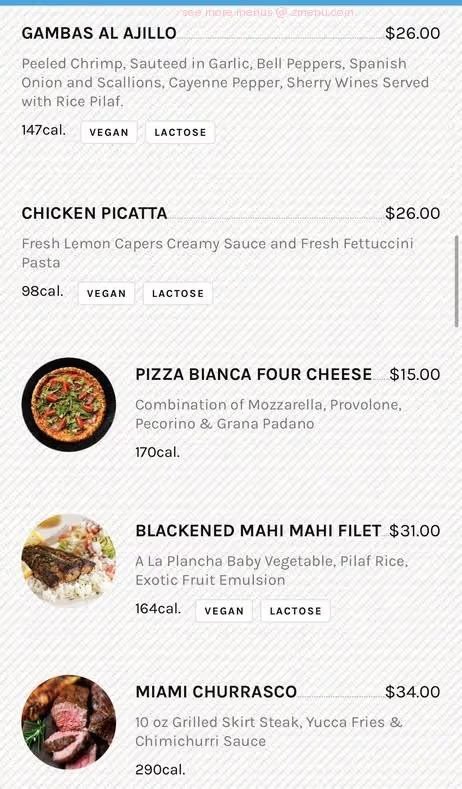 see more menus @ zmenu.com
GAMBAS AL AJILLO $26.00
Peeled Chrimp, Sauteed in Garlic, Bell Peppers, Spanish
Onion and Scallions, Cayenne Pepper, Sherry Wines Served
with Rice Pilaf.
147cal. VEGAN LACTOSE
CHICKEN PICATTA $26.00
Fresh Lemon Capers Creamy Sauce and Fresh Fettuccini
Pasta
98cal. VEGAN LACTOSE
PIZZA BIANCA FOUR CHEESE $15.00
Combination of Mozzarella, Provolone,
Pecorino & Grana Padano
170cal.
BLACKENED MAHI MAHI FILET $31.00
A La Plancha Baby Vegetable, Pilaf Rice,
Exotic Fruit Emulsion
164cal. VEGAN LACTOSE
MIAMI CHURRASCO $34.00
10 oz Grilled Skirt Steak, Yucca Fries &
Chimichurri Sauce
290cal.